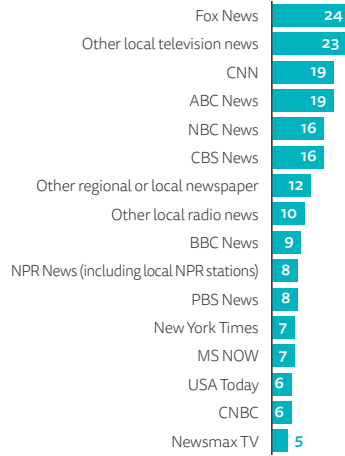 Fox News 24
Other local television news 23
CNN 19
ABC News 19
NBC News 16
CBS News 16
Other regional or local newspaper 12
Other local radio news 10
BBC News 9
NPR News (including local NPR stations) 8
PBS News 8
New York Times 7
MS NOW 7
USA Today 6
CNBC 6
Newsmax TV 5